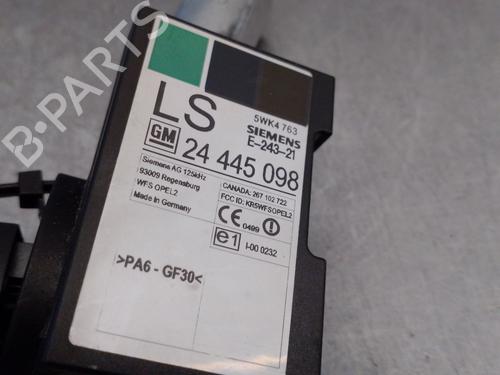 LS
5WK4 763
SIEMENS
E-243-21
GM
24 445 098
Siemens AG 125kHz
93009 Regensburg
WFS OPEL2
Made in Germany
CANADA: 267 102 722
FCC ID: KR5WFSOPEL2
CE 0499
e1 I-00 0232
>PA6 - GF30<
B-PARTS